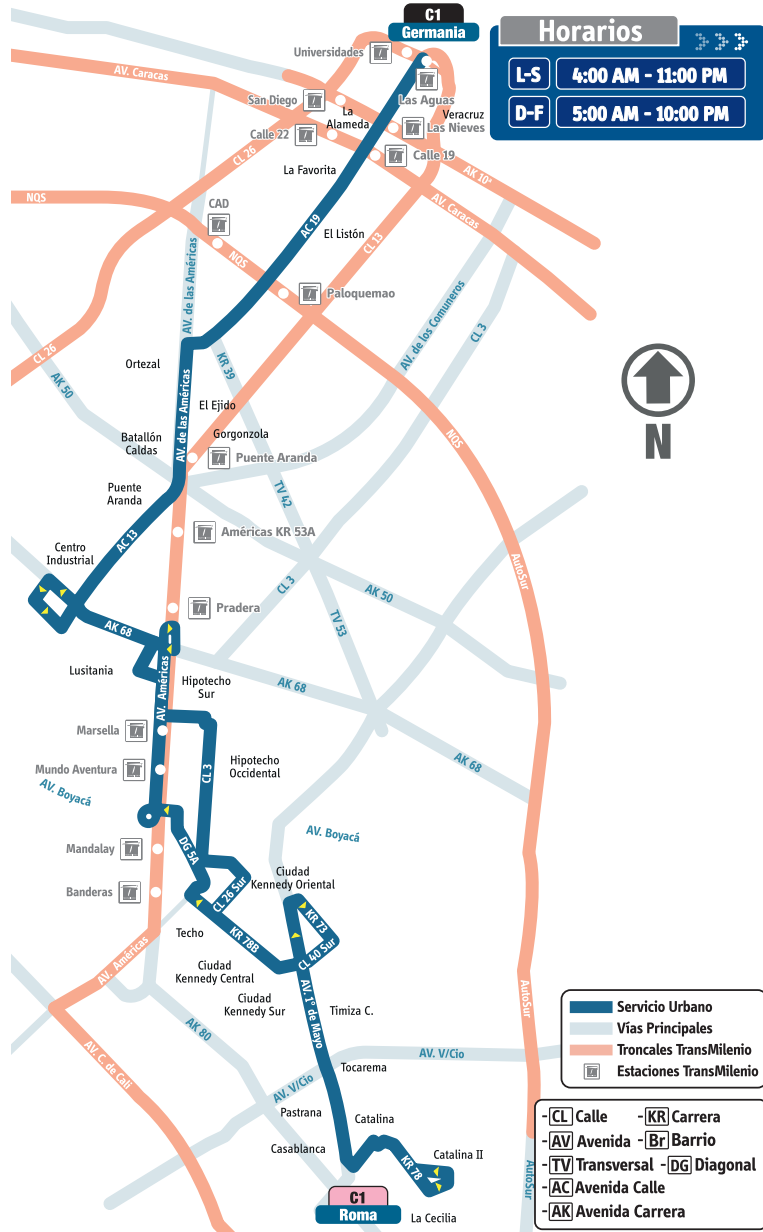 C1
Germania
Horarios
L-S
4:00 AM - 11:00 PM
D-F
5:00 AM - 10:00 PM
Universidades
AV. Caracas
San Diego
La
Alameda
Las Aguas
Veracruz
Las Nieves
Calle 22
Calle 19
CL 26
La Favorita
AK 10ª
NQS
CAD
AV. Caracas
AC 19
El Listón
CL 13
AV. de las Américas
NQS
Paloquemao
AV. de los Comuneros
CL 3
CL 26
Ortezal
KR 39
AK 50
AV. de las Américas
El Ejido
Batallón
Caldas
Gorgonzola
NQS
Puente Aranda
Puente
Aranda
TV 42
AC 13
Américas KR 53A
Centro
Industrial
AutoSur
CL 3
AK 50
Pradera
AK 68
TV 53
Lusitania
AV. Américas
Hipotecho
Sur
AK 68
Marsella
Hipotecho
Occidental
Mundo Aventura
CL 3
AK 68
AV. Boyacá
AV. Boyacá
Mandalay
DG 5A
Ciudad
Kennedy Oriental
Banderas
CL 26 Sur
KR 73
Techo
KR 78B
CL 40 Sur
AV. Américas
Ciudad
Kennedy Central
Ciudad
Kennedy Sur
AV. 1º de Mayo
Timiza C.
AutoSur
AK 80
AV. C. de Cali
AV. V/Cio
Tocarema
AV. V/Cio
Pastrana
Catalina
Casablanca
KR 78
Catalina II
La Cecilia
C1
Roma
AutoSur
N
Servicio Urbano
Vías Principales
Troncales TransMilenio
Estaciones TransMilenio
-CL Calle -KR Carrera
-AV Avenida -Br Barrio
-TV Transversal -DG Diagonal
-AC Avenida Calle
-AK Avenida Carrera